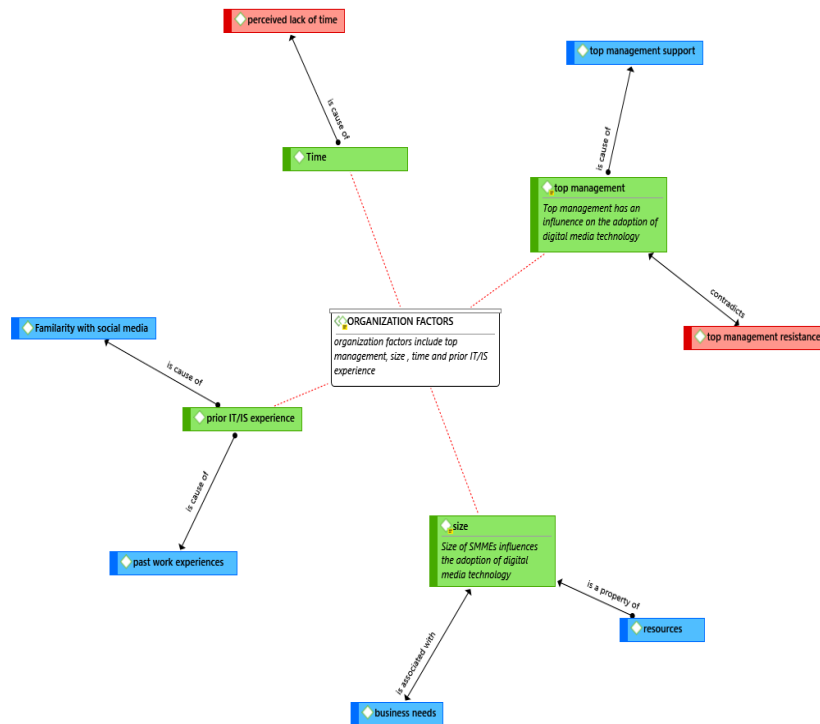 perceived lack of time
top management support
is cause of
is cause of
Time
top management
Top management has an
influnence on the adoption of
digital media technology
contradicts
Familarity with social media
ORGANIZATION FACTORS
organization factors include top
management, size , time and prior IT/IS
experience
top management resistance
is cause of
prior IT/IS experience
is cause of
size
Size of SMMEs influences
the adoption of digital
media technology
past work experiences
is a property of
resources
is associated with
business needs